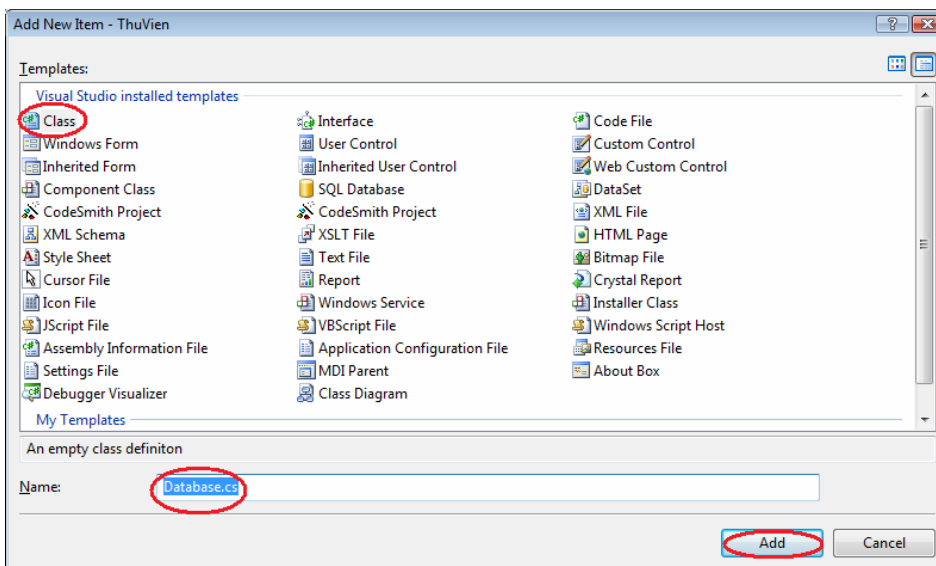 Add New Item - ThuVien
Templates:
Visual Studio installed templates
Class Interface Code File
Windows Form User Control Custom Control
Inherited Form Inherited User Control Web Custom Control
Component Class SQL Database DataSet
CodeSmith Project CodeSmith Project XML File
XML Schema XSLT File HTML Page
Style Sheet Text File Bitmap File
Cursor File Report Crystal Report
Icon File Windows Service Installer Class
JScript File VBScript File Windows Script Host
Assembly Information File Application Configuration File Resources File
Settings File MDI Parent About Box
Debugger Visualizer Class Diagram
My Templates
An empty class definiton
Name: Database.cs
Add Cancel